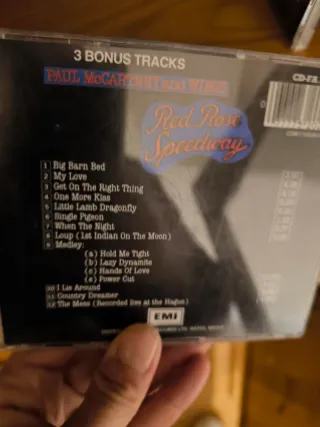 3 BONUS TRACKS
PAUL McCARTNEY and WINGS
CD-FA
Red Rose
Speedway
1 Big Barn Bed
2 My Love
3 Get On The Right Thing
4 One More Kiss
5 Little Lamb Dragonfly
6 Single Pigeon
7 When The Night
8 Loup (1st Indian On The Moon)
9 Medley:
(a) Hold Me Tight
(b) Lazy Dynamite
(c) Hands Of Love
(c) Power Cut
10 I Lie Around
11 Country Dreamer
12 The Mess (Recorded live at the Hague)
EMI